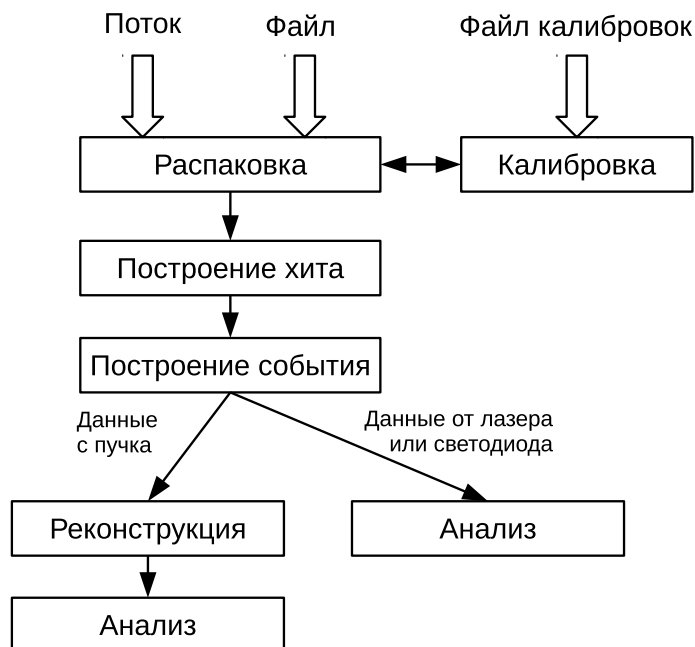 Поток
Файл
Файл калибровок
Распаковка
Калибровка
Построение хита
Построение события
Данные
с пучка
Данные от лазера
или светодиода
Реконструкция
Анализ
Анализ